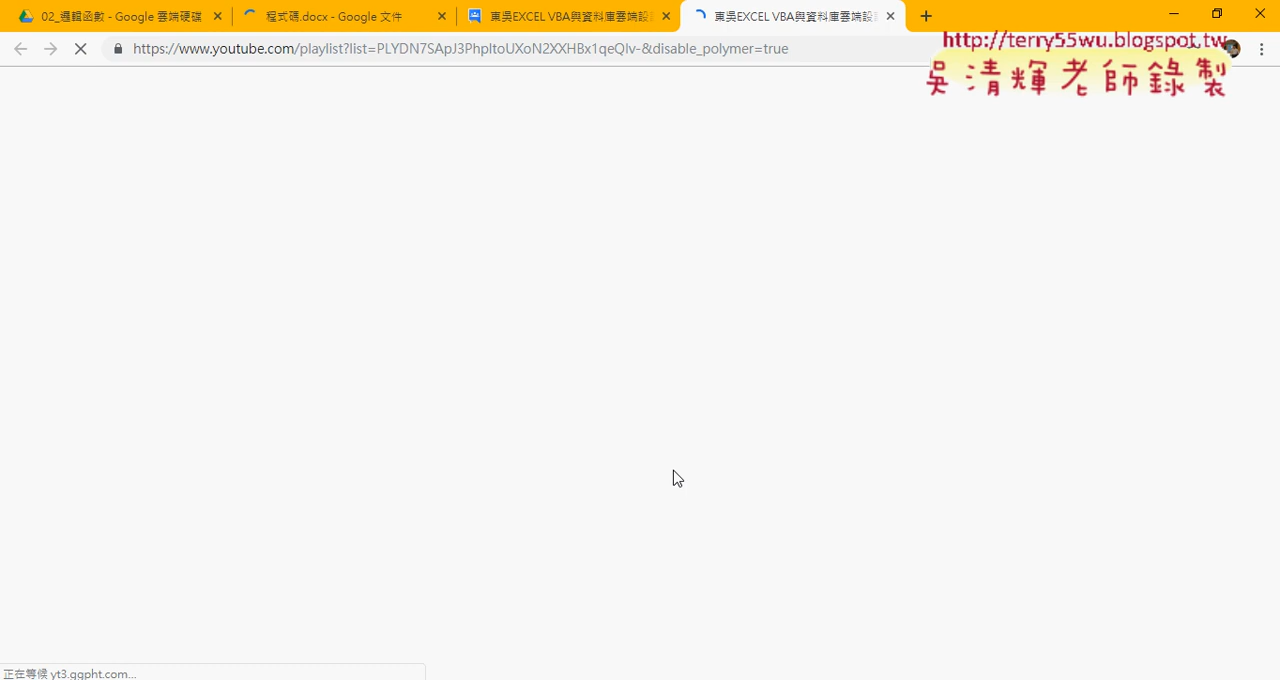 02_邏輯函數 - Google 雲端硬碟
程式碼.docx - Google 文件
東吳EXCEL VBA與資料庫雲端設
東吳EXCEL VBA與資料庫雲端設
https://www.youtube.com/playlist?list=PLYDN7SApJ3PhpltoUXoN2XXHBx1qeQlv-&disable_polymer=true
http://terry55wu.blogspot.tw
吳清輝老師錄製
正在等候 yt3.ggpht.com...